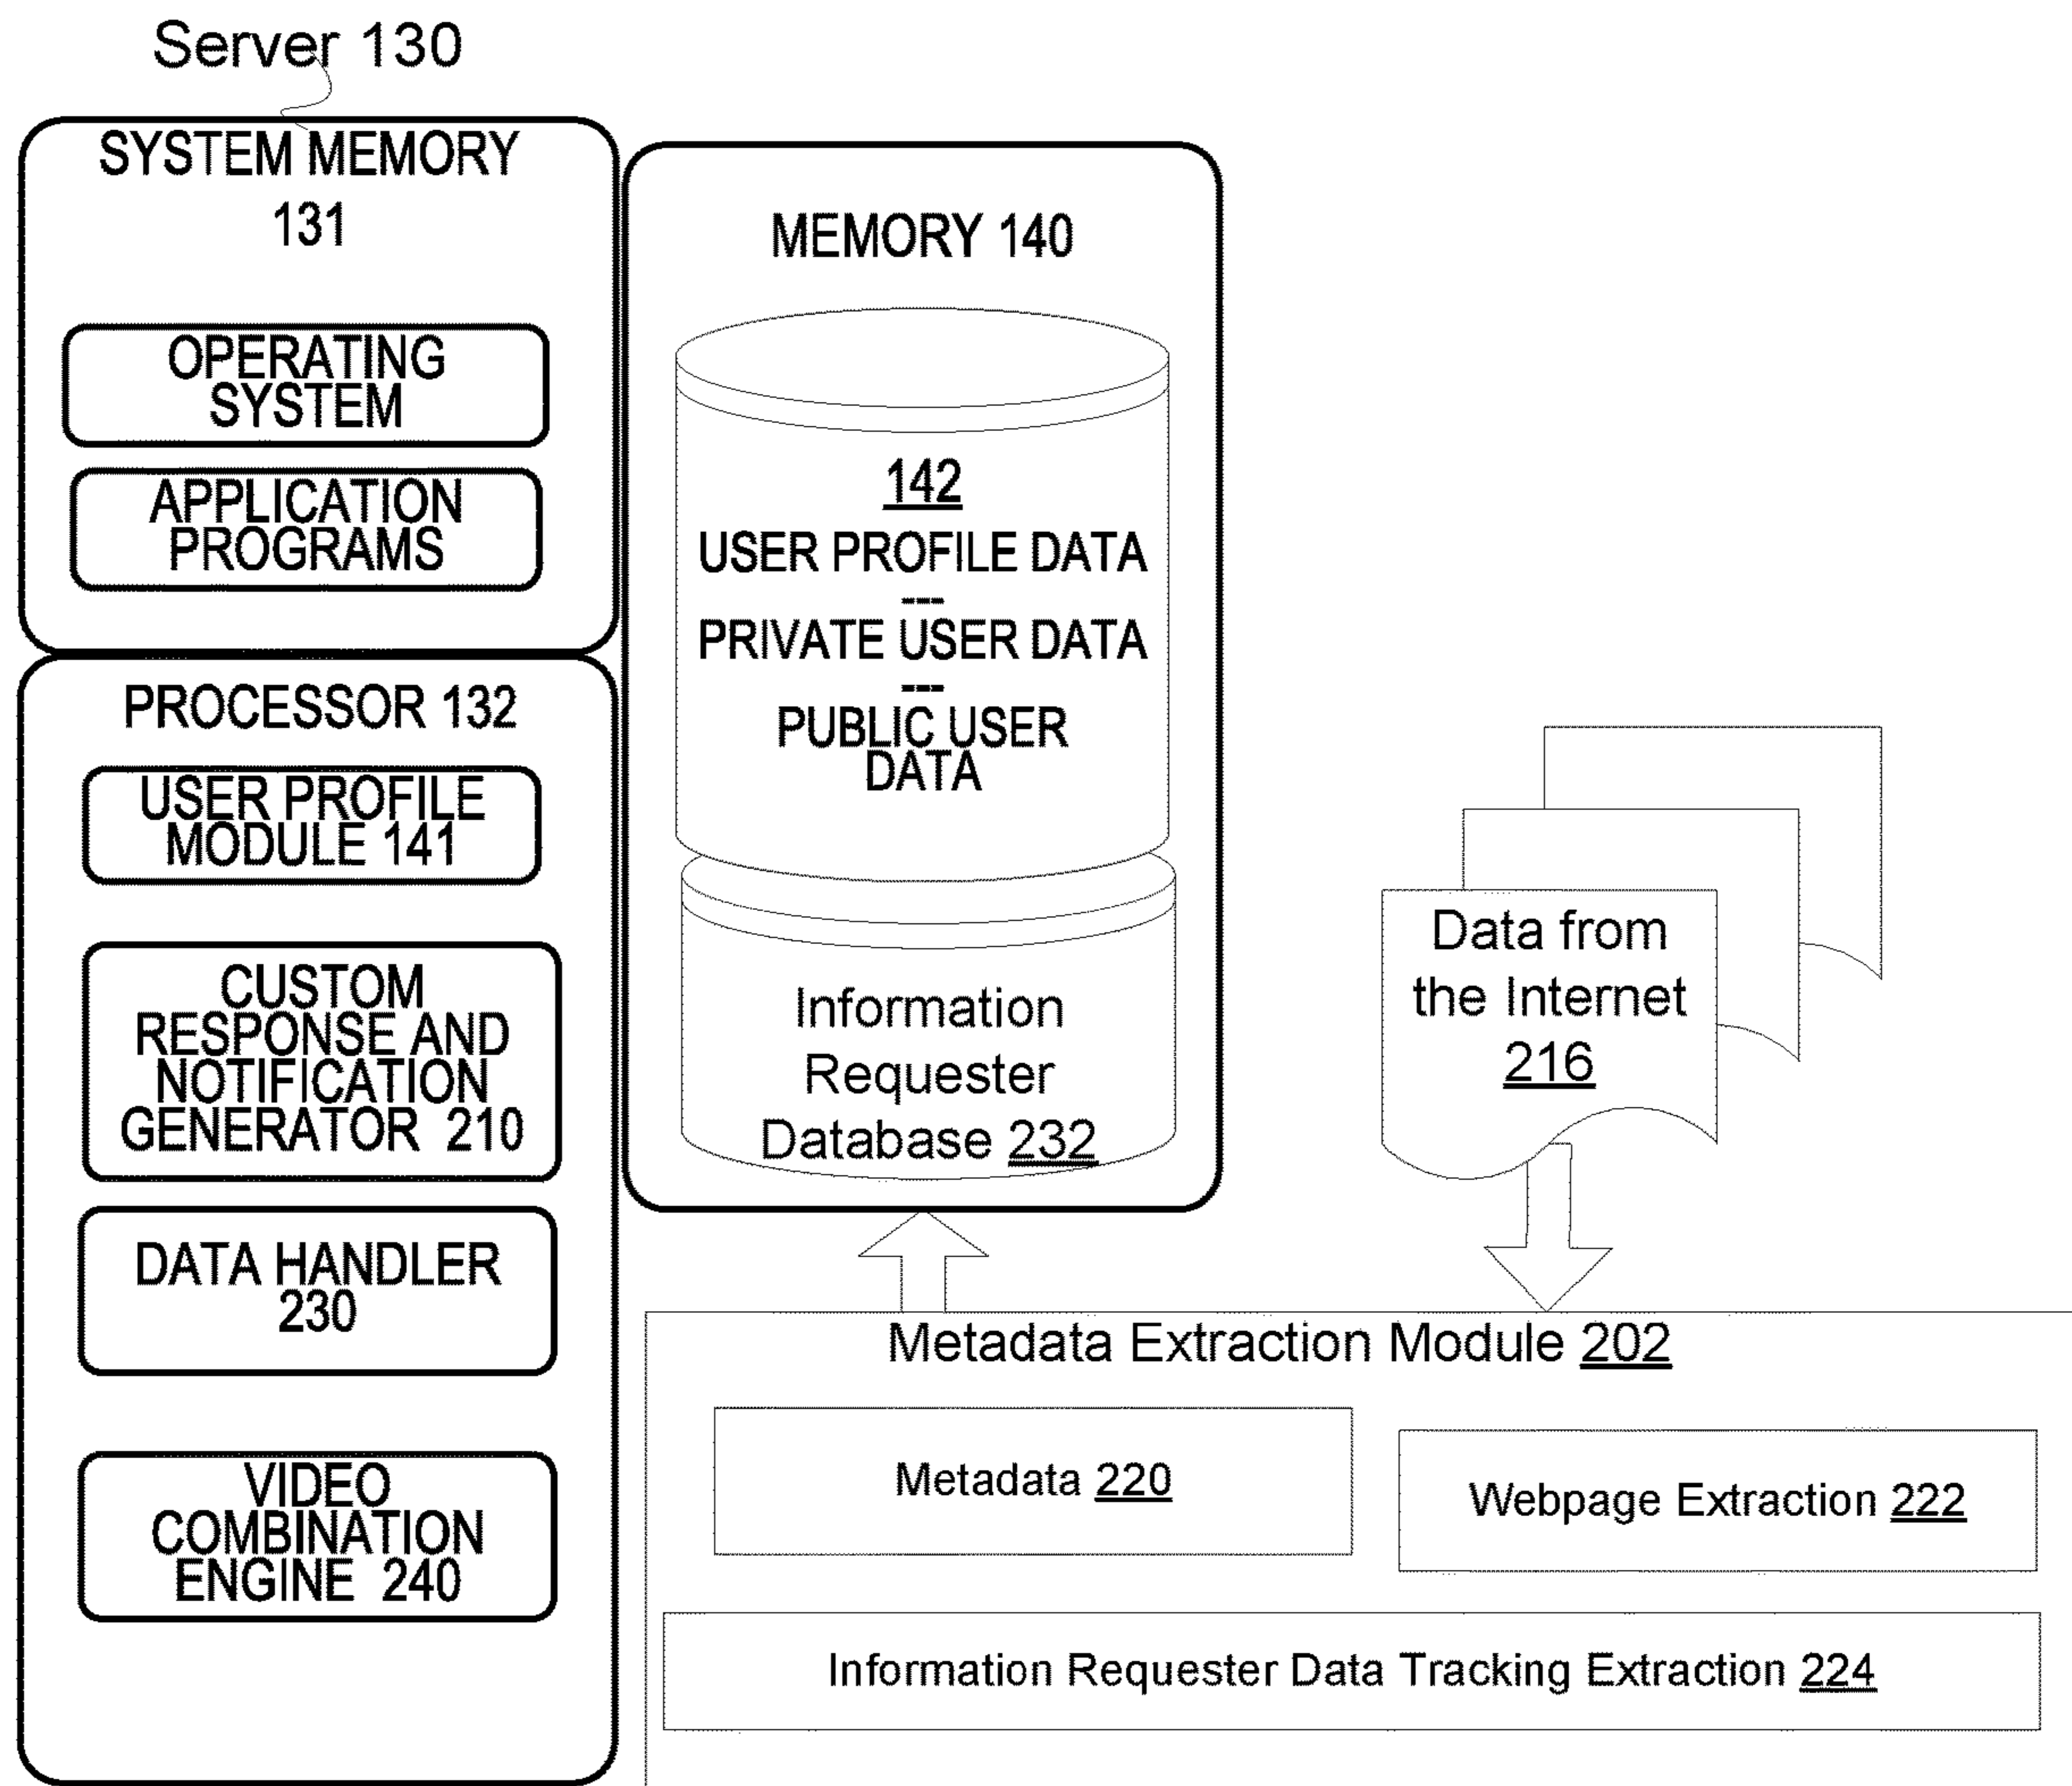 Server 130
SYSTEM MEMORY
131
OPERATING
SYSTEM
APPLICATION
PROGRAMS
PROCESSOR 132
USER PROFILE
MODULE 141
CUSTOM
RESPONSE AND
NOTIFICATION
GENERATOR 210
DATA HANDLER
230
VIDEO
COMBINATION
ENGINE 240
MEMORY 140
142
USER PROFILE DATA
---
PRIVATE USER DATA
---
PUBLIC USER
DATA
Information
Requester
Database 232
Data from
the Internet
216
Metadata Extraction Module 202
Metadata 220
Webpage Extraction 222
Information Requester Data Tracking Extraction 224